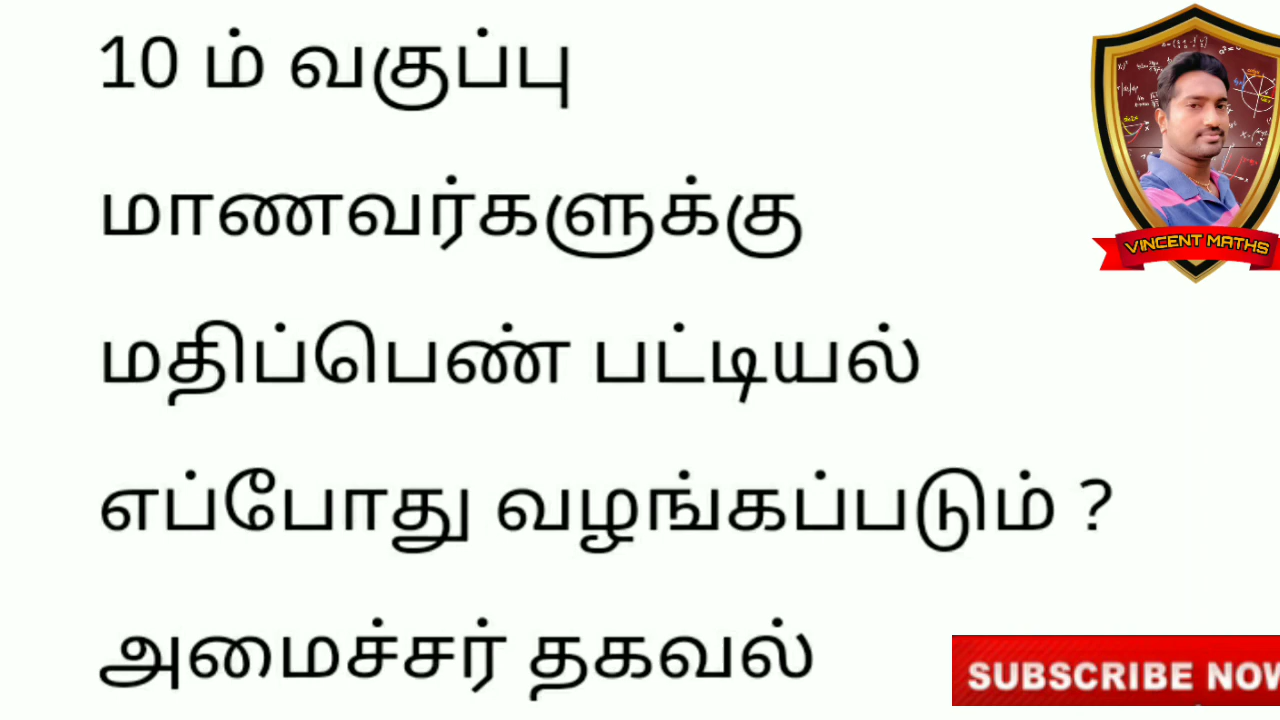 10 ம் வகுப்பு
மாணவர்களுக்கு
மதிப்பெண் பட்டியல்
எப்போது வழங்கப்படும் ?
அமைச்சர் தகவல்
VINCENT MATHS
SUBSCRIBE NOW